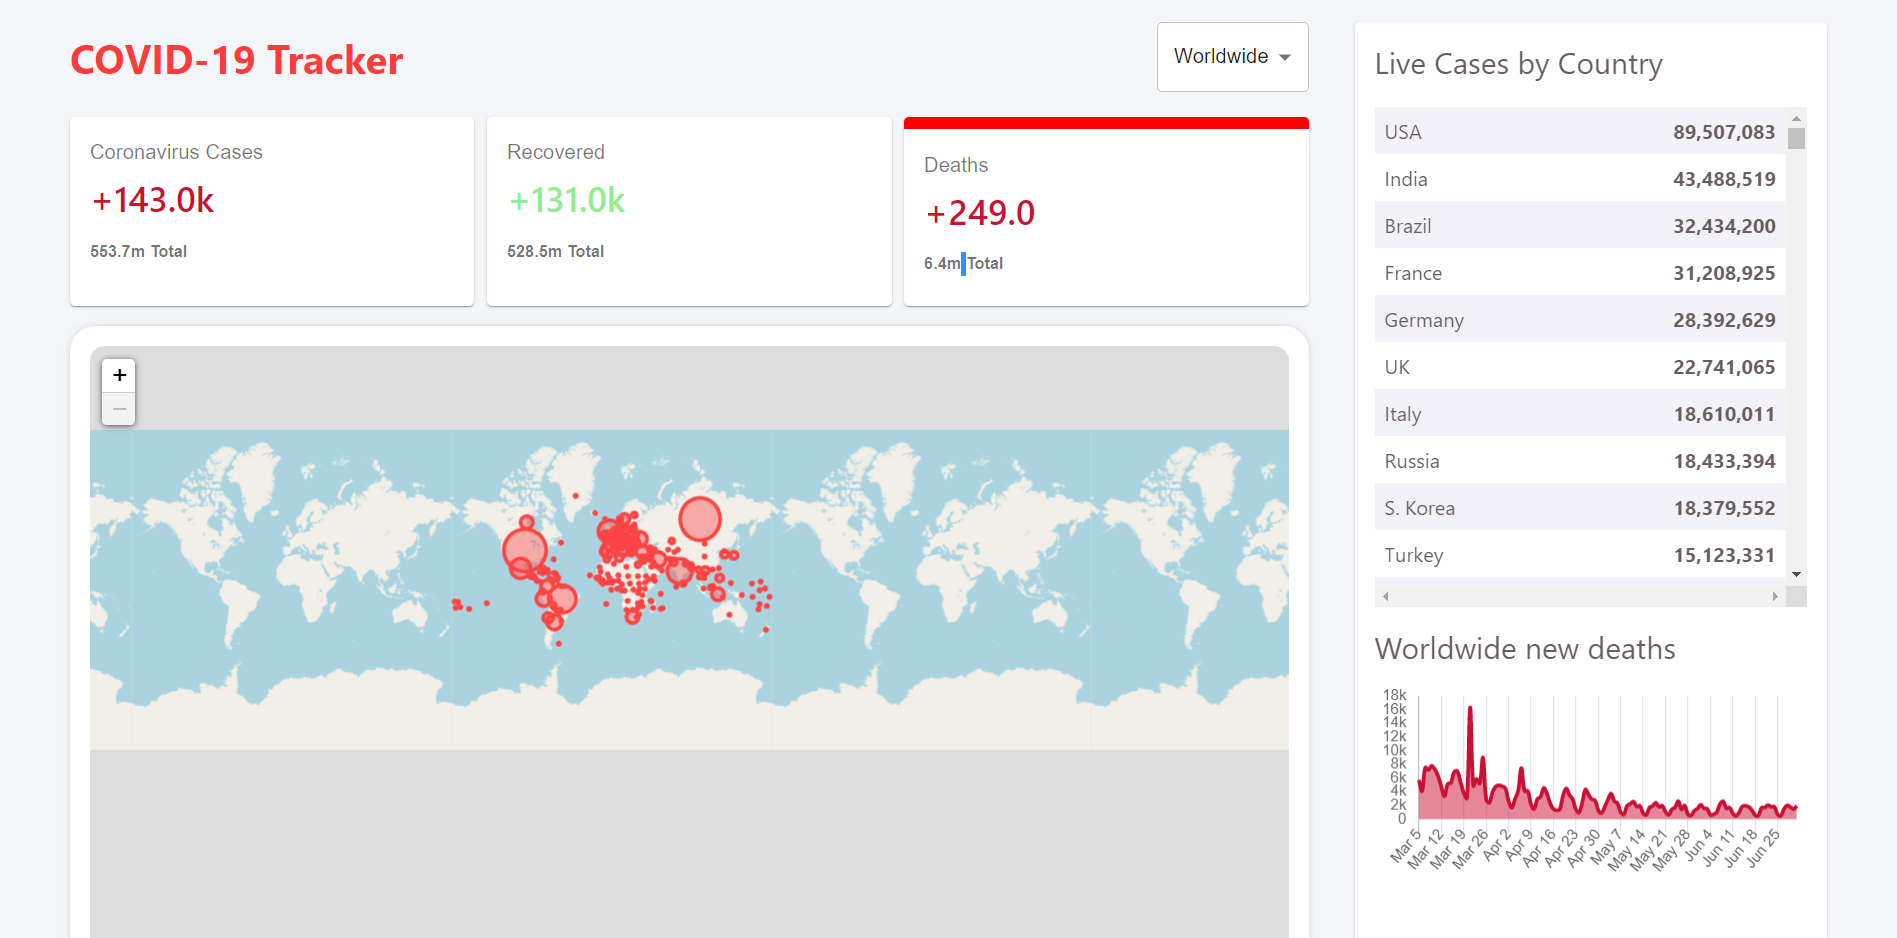 COVID-19 Tracker
Worldwide
Coronavirus Cases
+143.0k
553.7m Total
Recovered
+131.0k
528.5m Total
Deaths
+249.0
6.4m Total
+
−
Live Cases by Country
USA 89,507,083
India 43,488,519
Brazil 32,434,200
France 31,208,925
Germany 28,392,629
UK 22,741,065
Italy 18,610,011
Russia 18,433,394
S. Korea 18,379,552
Turkey 15,123,331
Worldwide new deaths
18k
16k
14k
12k
10k
8k
6k
4k
2k
0
Mar 5
Mar 12
Mar 19
Mar 26
Apr 2
Apr 9
Apr 16
Apr 23
Apr 30
May 7
May 14
May 21
May 28
Jun 4
Jun 11
Jun 18
Jun 25